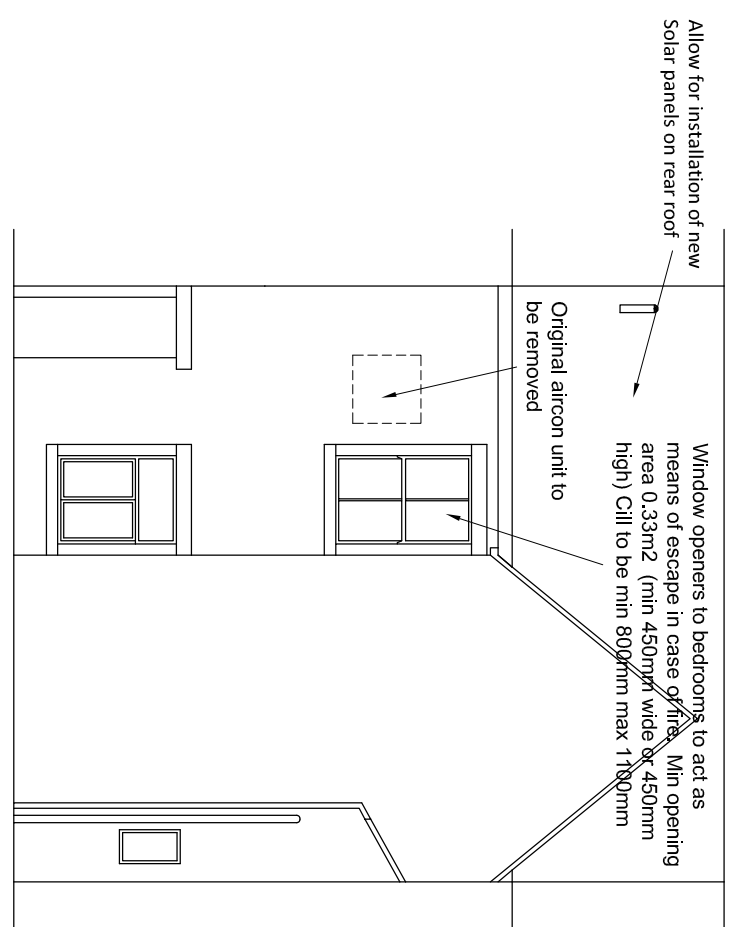 Allow for installation of new
Solar panels on rear roof
Original aircon unit to
be removed
Window openers to bedrooms to act as
means of escape in case of fire. Min opening
area 0.33m2 (min 450mm wide or 450mm
high) Cill to be min 800mm max 1100mm